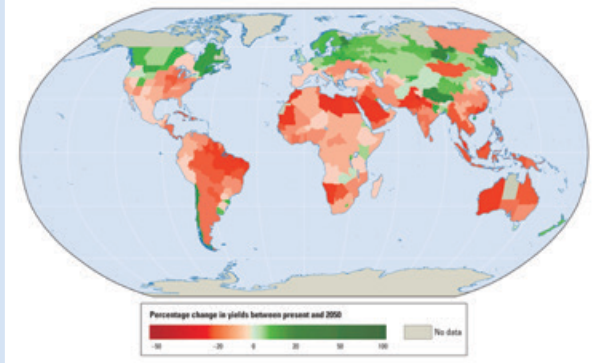 Percentage change in yields between present and 2050
-50 -20 0 20 50 100
No data